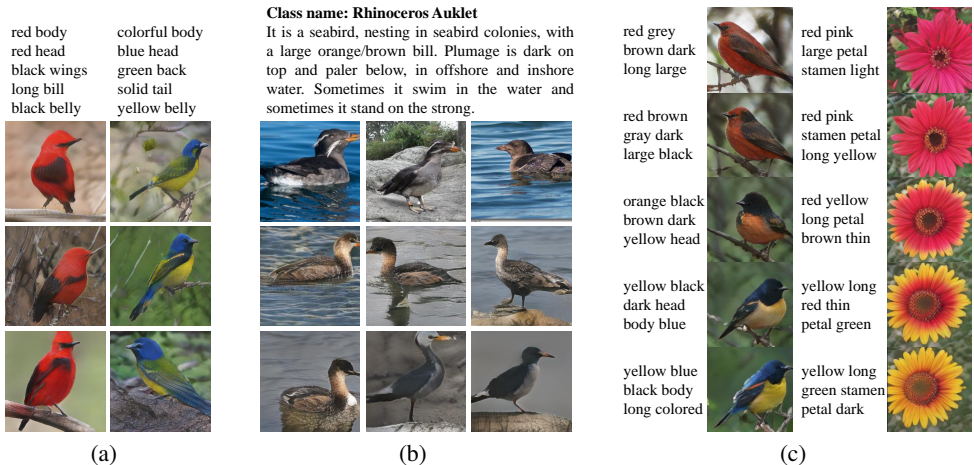 red body
red head
black wings
long bill
black belly
colorful body
blue head
green back
solid tail
yellow belly
(a)
Class name: Rhinoceros Auklet
It is a seabird, nesting in seabird colonies, with
a large orange/brown bill. Plumage is dark on
top and paler below, in offshore and inshore
water. Sometimes it swim in the water and
sometimes it stand on the strong.
(b)
red grey
brown dark
long large
red brown
gray dark
large black
orange black
brown dark
yellow head
yellow black
dark head
body blue
yellow blue
black body
long colored
red pink
large petal
stamen light
red pink
stamen petal
long yellow
red yellow
long petal
brown thin
yellow long
red thin
petal green
yellow long
green stamen
petal dark
(c)